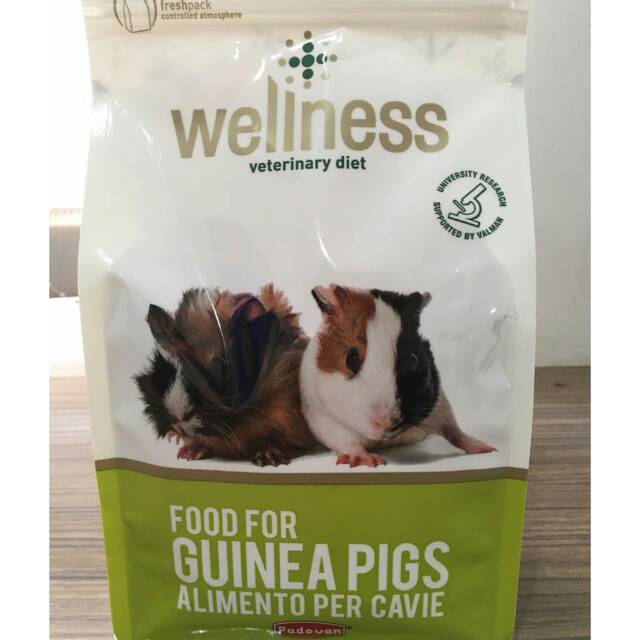 freshpack
controlled atmosphere
wellness
veterinary diet
UNIVERSITY RESEARCH
SUPPORTED BY VALMAN
FOOD FOR
GUINEA PIGS
ALIMENTO PER CAVIE
Padovan